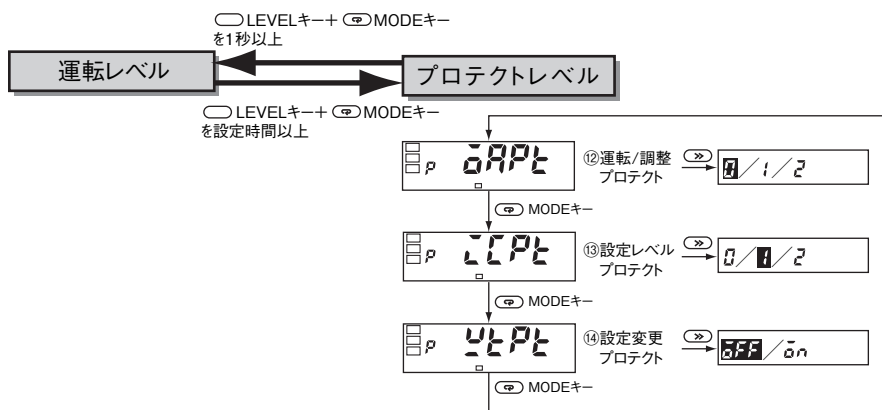 LEVELキー＋ MODEキー
を1秒以上
運転レベル
プロテクトレベル
LEVELキー＋ MODEキー
を設定時間以上
P oAPt
⑫運転/調整
プロテクト
0/1/2
MODEキー
P iCPt
⑬設定レベル
プロテクト
0/1/2
MODEキー
P WtPt
⑭設定変更
プロテクト
oFF/on
MODEキー